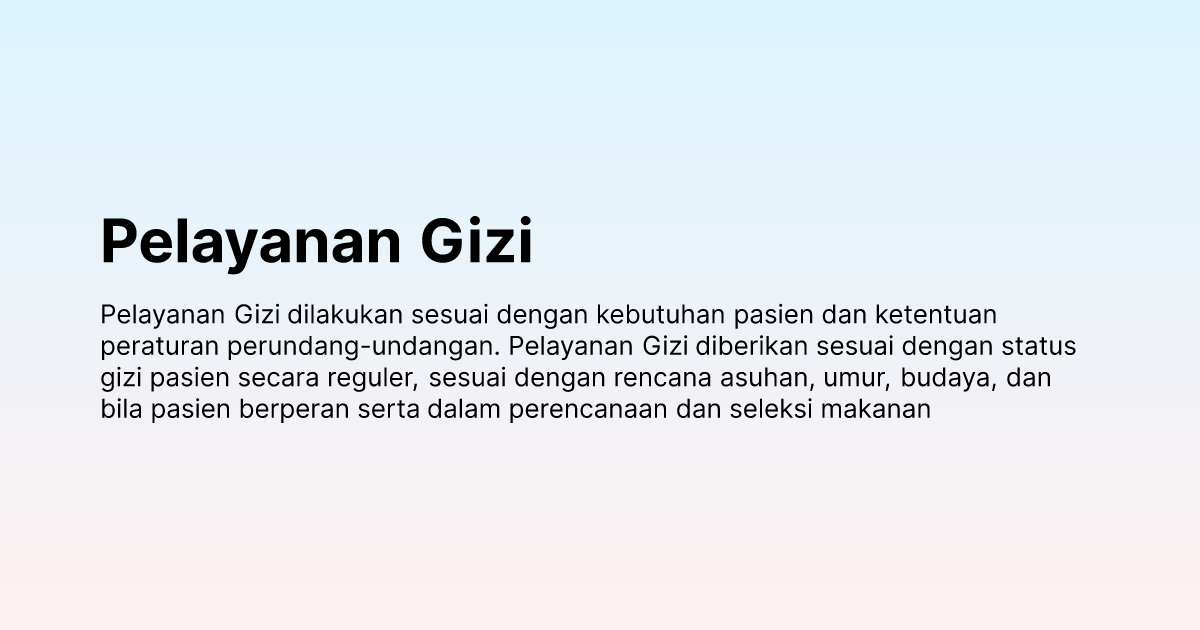 Pelayanan Gizi
Pelayanan Gizi dilakukan sesuai dengan kebutuhan pasien dan ketentuan
peraturan perundang-undangan. Pelayanan Gizi diberikan sesuai dengan status
gizi pasien secara reguler, sesuai dengan rencana asuhan, umur, budaya, dan
bila pasien berperan serta dalam perencanaan dan seleksi makanan